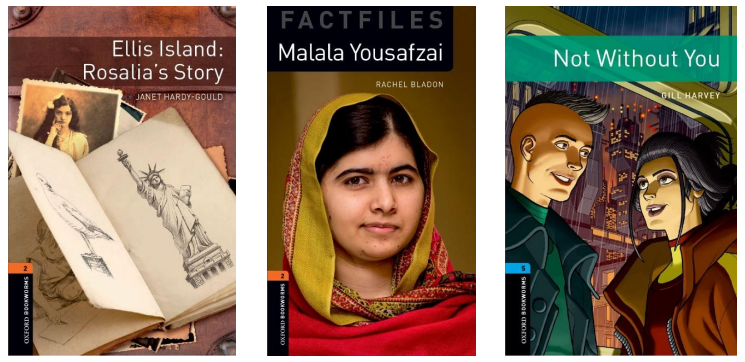 Ellis Island:
Rosalia's Story
JANET HARDY-GOULD
2
OXFORD BOOKWORMS
FACTFILES
Malala Yousafzai
RACHEL BLADON
2
OXFORD BOOKWORMS
Not Without You
GILL HARVEY
5
OXFORD BOOKWORMS